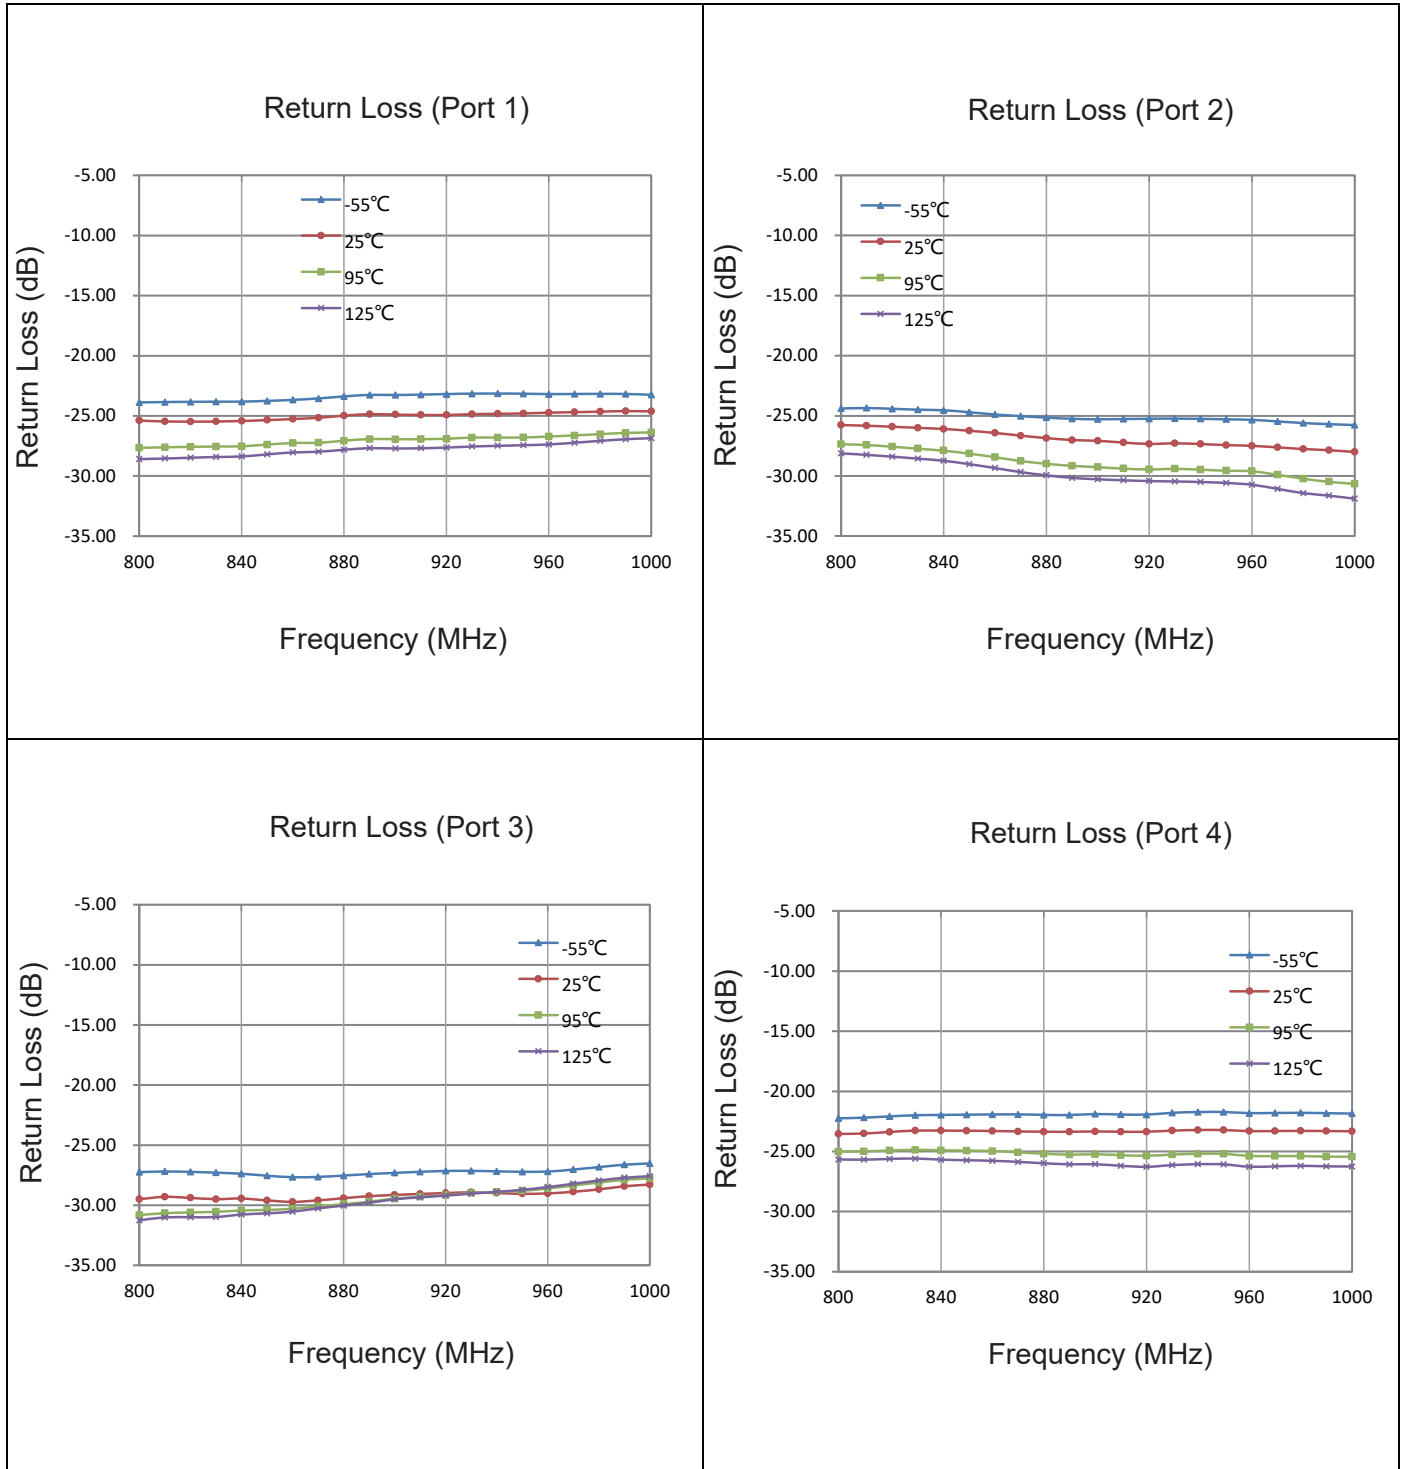 Return Loss (Port 1)
Return Loss (dB)
-5.00
-10.00
-15.00
-20.00
-25.00
-30.00
-35.00
-55℃
25℃
95℃
125℃
800 840 880 920 960 1000
Frequency (MHz)
Return Loss (Port 2)
Return Loss (dB)
-5.00
-10.00
-15.00
-20.00
-25.00
-30.00
-35.00
-55℃
25℃
95℃
125℃
800 840 880 920 960 1000
Frequency (MHz)
Return Loss (Port 3)
Return Loss (dB)
-5.00
-10.00
-15.00
-20.00
-25.00
-30.00
-35.00
-55℃
25℃
95℃
125℃
800 840 880 920 960 1000
Frequency (MHz)
Return Loss (Port 4)
Return Loss (dB)
-5.00
-10.00
-15.00
-20.00
-25.00
-30.00
-35.00
-55℃
25℃
95℃
125℃
800 840 880 920 960 1000
Frequency (MHz)